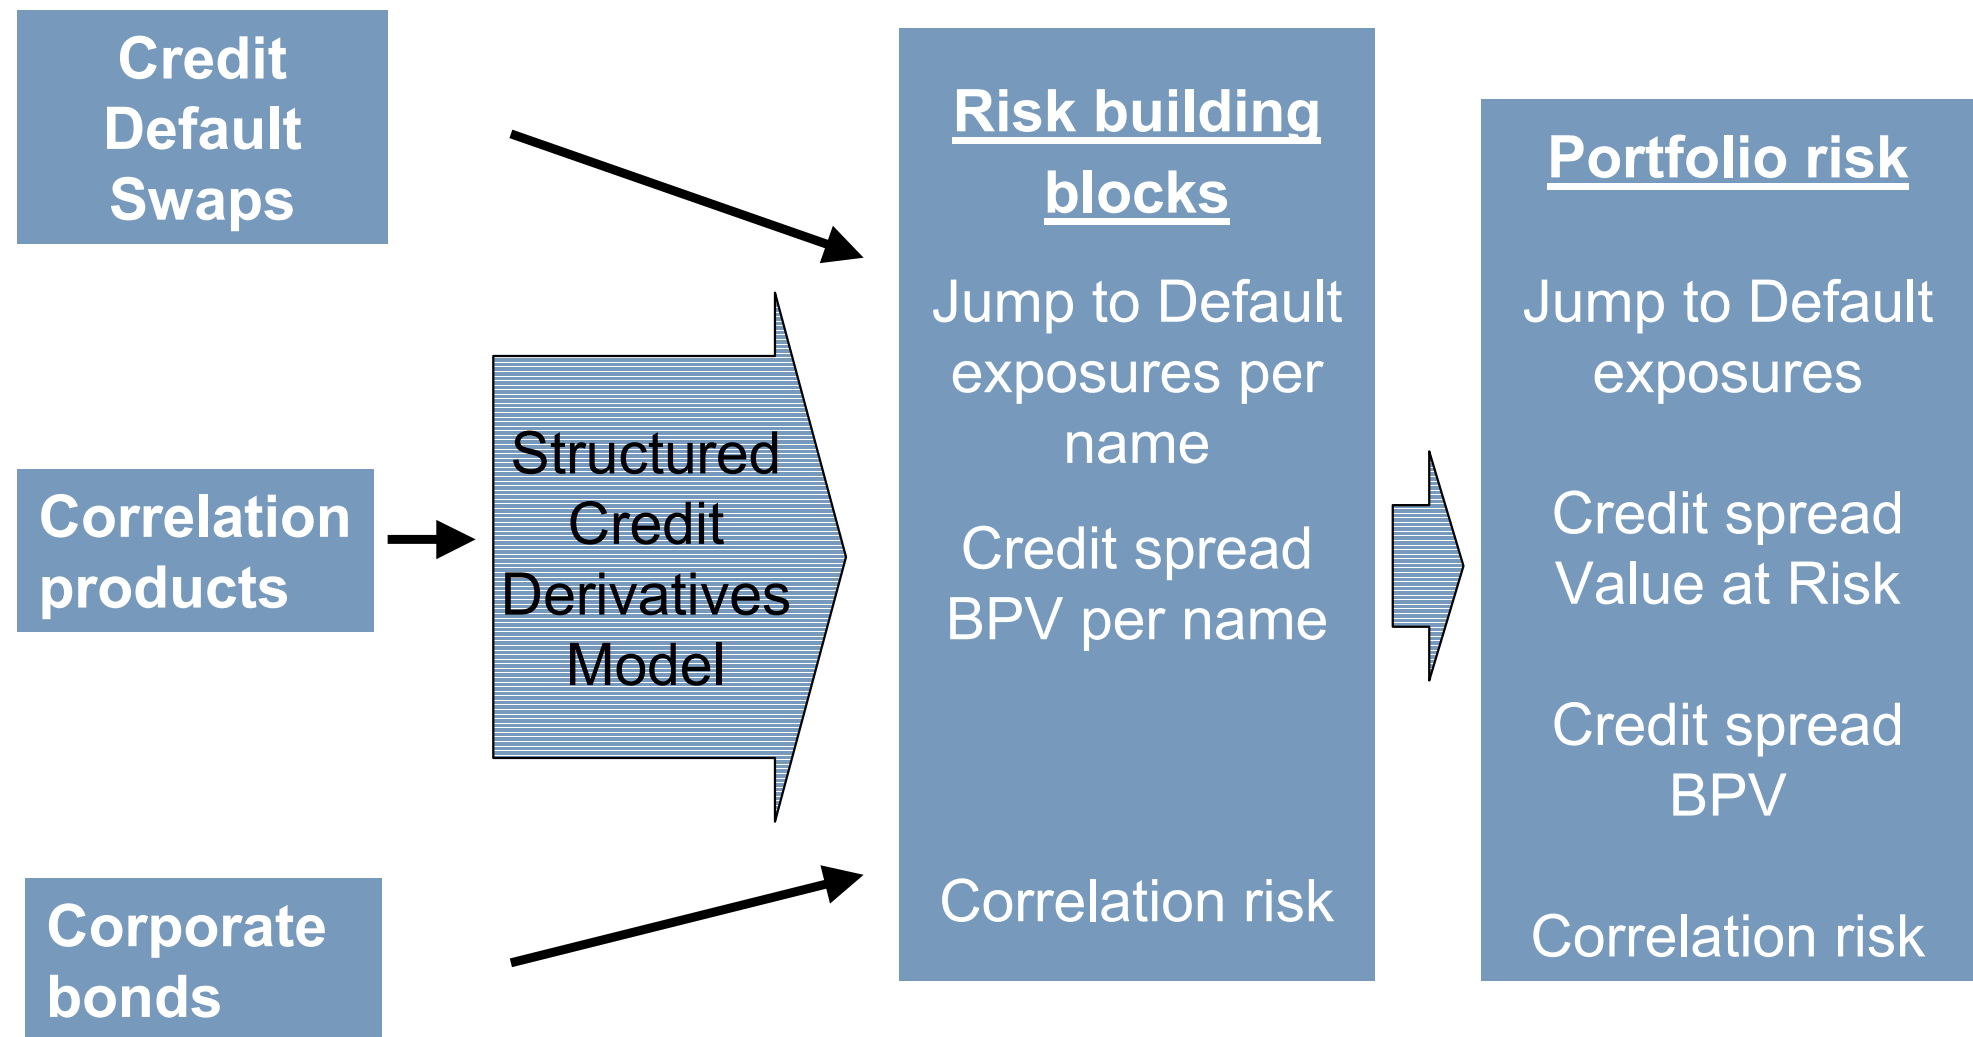 Credit
Default
Swaps
Correlation
products
Corporate
bonds
Structured
Credit
Derivatives
Model
Risk building
blocks
Jump to Default
exposures per
name
Credit spread
BPV per name
Correlation risk
Portfolio risk
Jump to Default
exposures
Credit spread
Value at Risk
Credit spread
BPV
Correlation risk